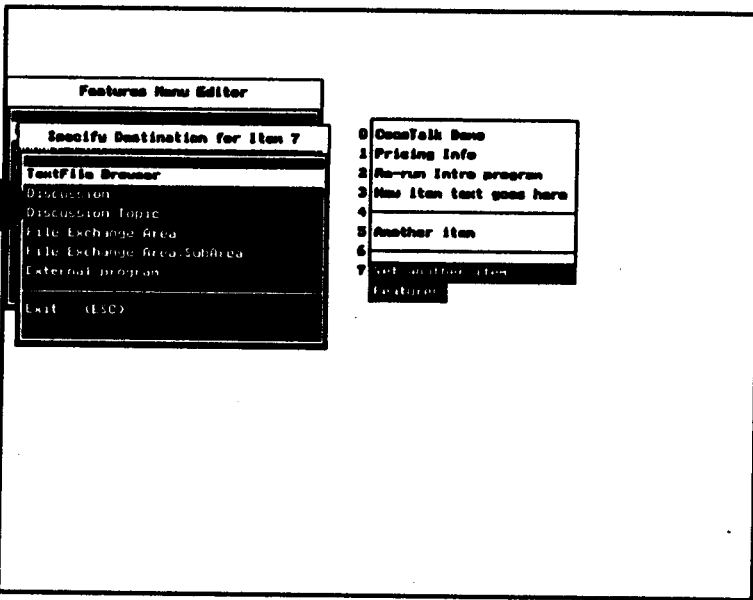 Features Menu Editor
Specify Destination for Item 7
TextFile Browser
Discussion
Discussion Topic
File Exchange Area
File Exchange Area:SubArea
External program
Exit (ESC)
0 Demo
1 Pricing Info
2 Re-run Intro program
3 New item text goes here
4
5 Another item
6
7 another item
Features